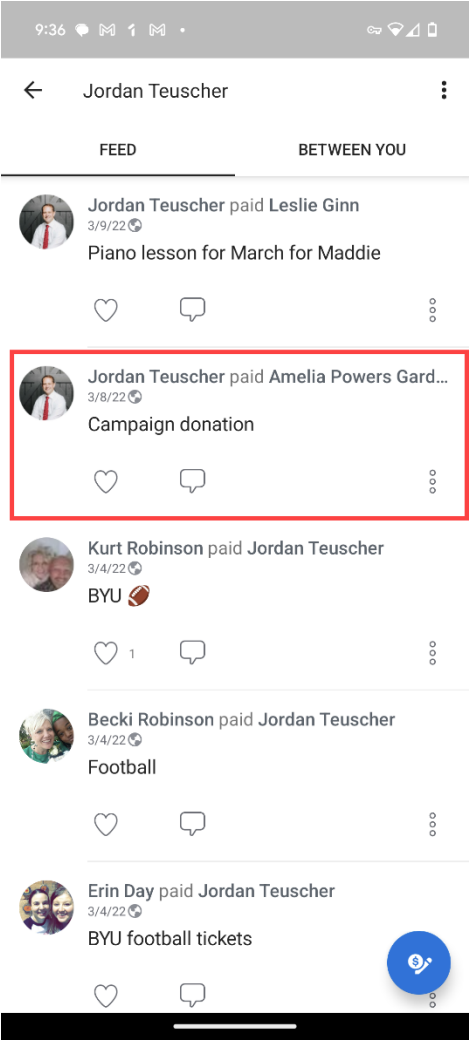 9:36
Jordan Teuscher
FEED
BETWEEN YOU
Jordan Teuscher paid Leslie Ginn
3/9/22
Piano lesson for March for Maddie
Jordan Teuscher paid Amelia Powers Gard...
3/8/22
Campaign donation
Kurt Robinson paid Jordan Teuscher
3/4/22
BYU 🏈
1
Becki Robinson paid Jordan Teuscher
3/4/22
Football
Erin Day paid Jordan Teuscher
3/4/22
BYU football tickets